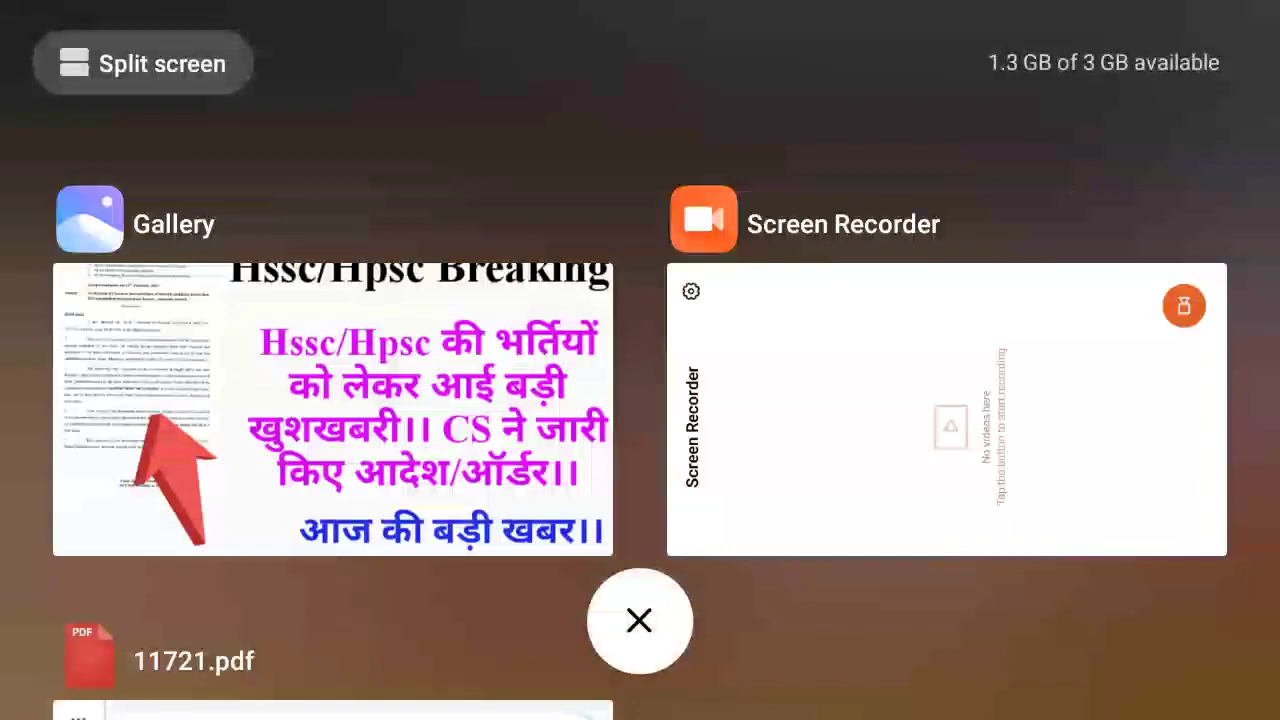 Split screen
1.3 GB of 3 GB available
Gallery
Screen Recorder
Hssc/Hpsc Breaking
Hssc/Hpsc की भर्तियों
को लेकर आई बड़ी
खुशखबरी।। CS ने जारी
किए आदेश/ऑर्डर।।
आज की बड़ी खबर।।
Screen Recorder
No videos here
Tap the button to start recording
PDF
11721.pdf